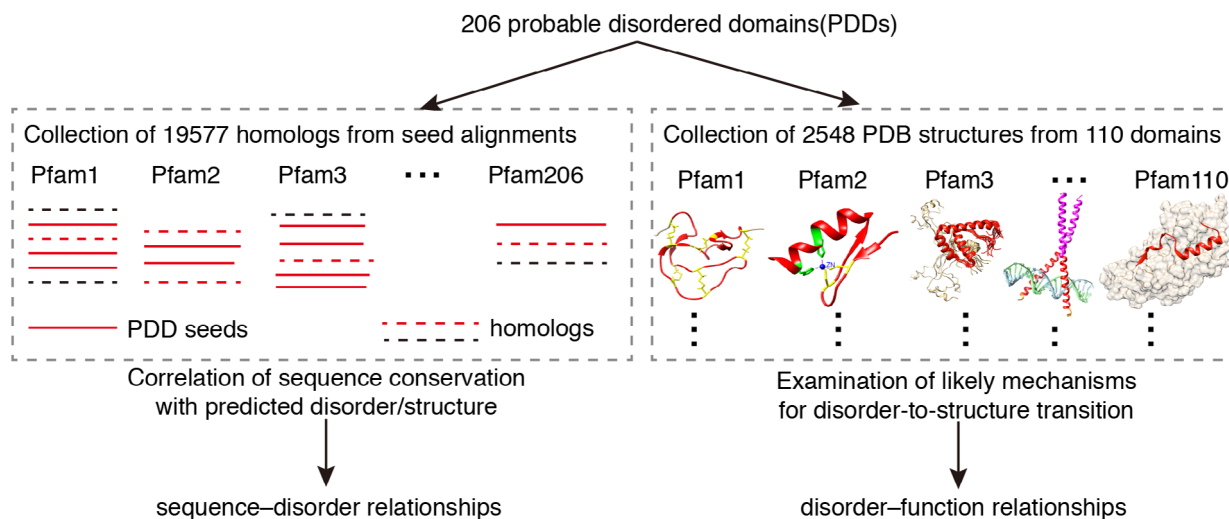 206 probable disordered domains(PDDs)
Collection of 19577 homologs from seed alignments
Pfam1 Pfam2 Pfam3 ... Pfam206
PDD seeds
homologs
Correlation of sequence conservation
with predicted disorder/structure
sequence–disorder relationships
Collection of 2548 PDB structures from 110 domains
Pfam1 Pfam2 Pfam3 ... Pfam110
ZN
Examination of likely mechanisms
for disorder-to-structure transition
disorder–function relationships